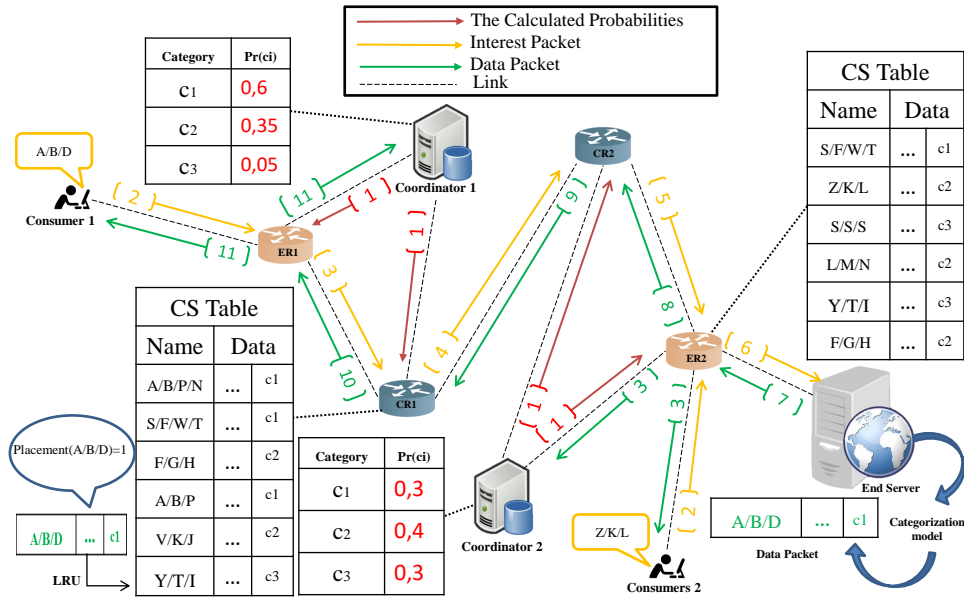 The Calculated Probabilities
Interest Packet
Data Packet
Link
Category Pr(ci)
c1 0,6
c2 0,35
c3 0,05
CS Table
Name Data
S/F/W/T ... c1
Z/K/L ... c2
S/S/S ... c3
L/M/N ... c2
Y/T/I ... c3
F/G/H ... c2
A/B/D
Consumer 1
Coordinator 1
CR2
ER1
{ 2 }
{ 11 }
{ 11 }
{ 1 }
{ 1 }
{ 3 }
{ 10 }
{ 4 }
{ 9 }
{ 5 }
{ 8 }
ER2
{ 6 }
{ 7 }
{ 3 }
{ 1 }
{ 1 }
{ 3 }
{ 2 }
CS Table
Name Data
A/B/P/N ... c1
S/F/W/T ... c1
F/G/H ... c2
A/B/P ... c1
V/K/J ... c2
Y/T/I ... c3
CR1
Placement(A/B/D)=1
A/B/D ... c1
LRU
Category Pr(ci)
c1 0,3
c2 0,4
c3 0,3
Coordinator 2
Z/K/L
Consumers 2
End Server
A/B/D ... c1
Data Packet
Categorization
model